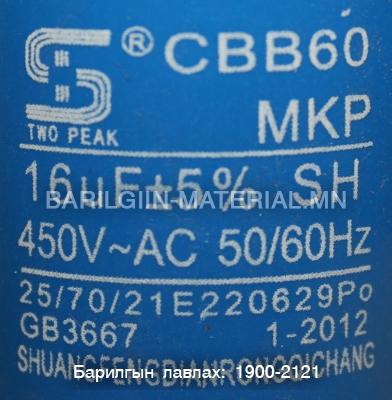 ® CBB60
TWO PEAK
MKP
16uF±5% SH
BARILGIIN-MATERIAL.MN
450V~AC 50/60Hz
25/70/21E220629Po
GB3667 1-2012
SHUANGFENGDIANRONGQICHANG
Барилгын лавлах: 1900-2121